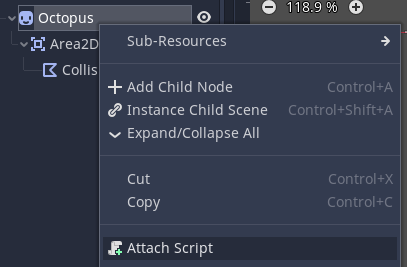 Octopus
118.9 %
Area2D
Collis
Sub-Resources
Add Child Node Control+A
Instance Child Scene Control+Shift+A
Expand/Collapse All
Cut Control+X
Copy Control+C
Attach Script